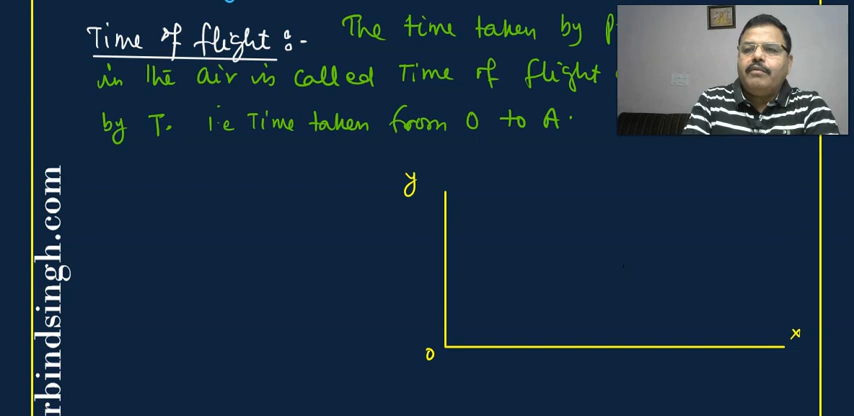 Time of flight :- The time taken by
in the air is called Time of flight
by T. i.e Time taken from O to A.
y
x
O
rbindsingh.com